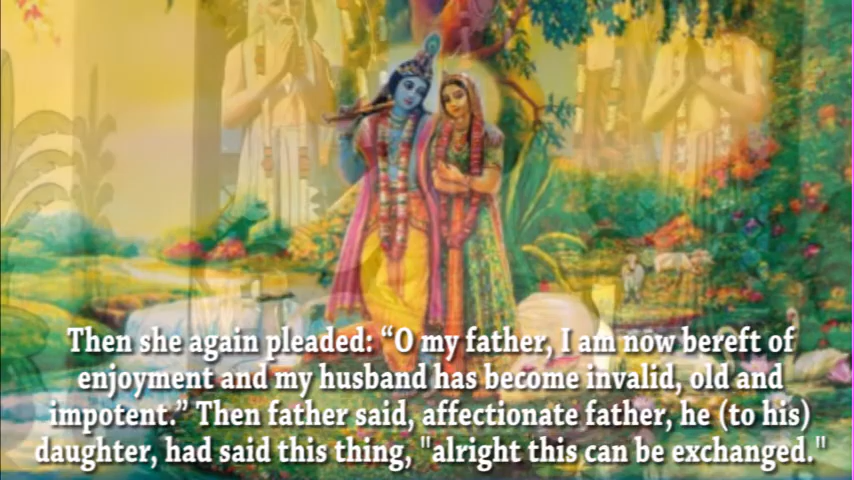 Then she again pleaded: “O my father, I am now bereft of
enjoyment and my husband has become invalid, old and
impotent.” Then father said, affectionate father, he (to his)
daughter, had said this thing, "alright this can be exchanged."